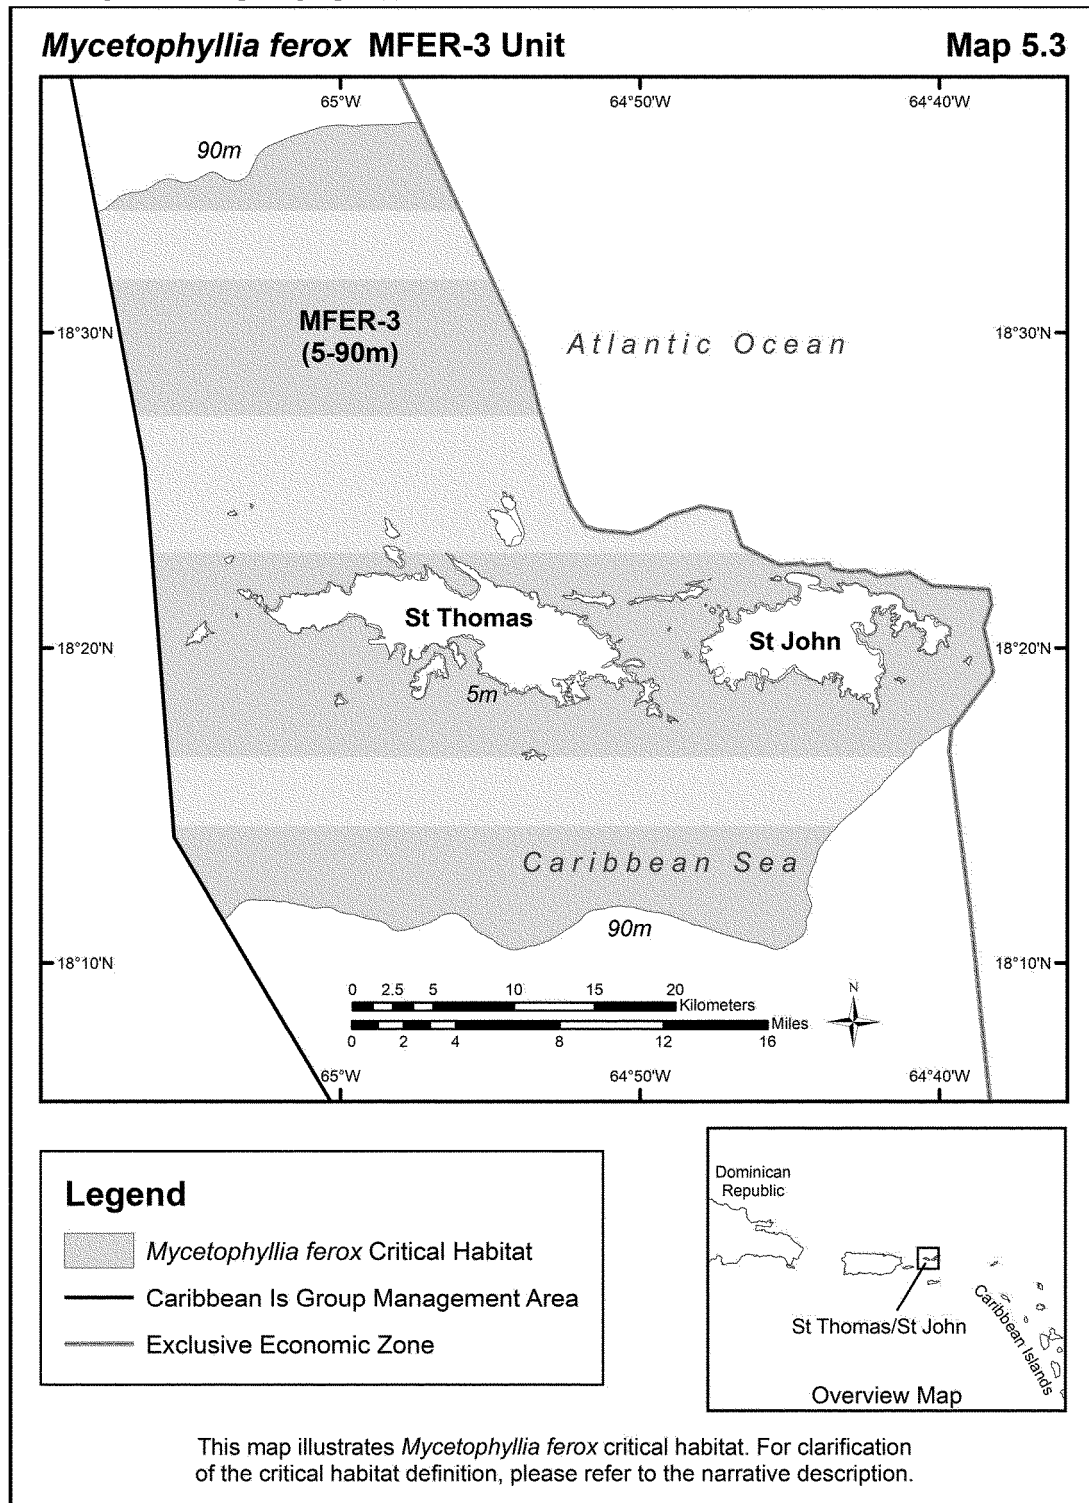 Mycetophyllia ferox MFER-3 Unit Map 5.3
65°W 64°50'W 64°40'W
90m
18°30'N MFER-3 18°30'N
(5-90m)
Atlantic Ocean
St Thomas
St John
18°20'N 18°20'N
5m
Caribbean Sea
90m
18°10'N 18°10'N
0 2.5 5 10 15 20
Kilometers
N
Miles
0 2 4 8 12 16
65°W 64°50'W 64°40'W
Legend
Mycetophyllia ferox Critical Habitat
Caribbean Is Group Management Area
Exclusive Economic Zone
Dominican
Republic
St Thomas/St John
Caribbean Islands
Overview Map
This map illustrates Mycetophyllia ferox critical habitat. For clarification
of the critical habitat definition, please refer to the narrative description.